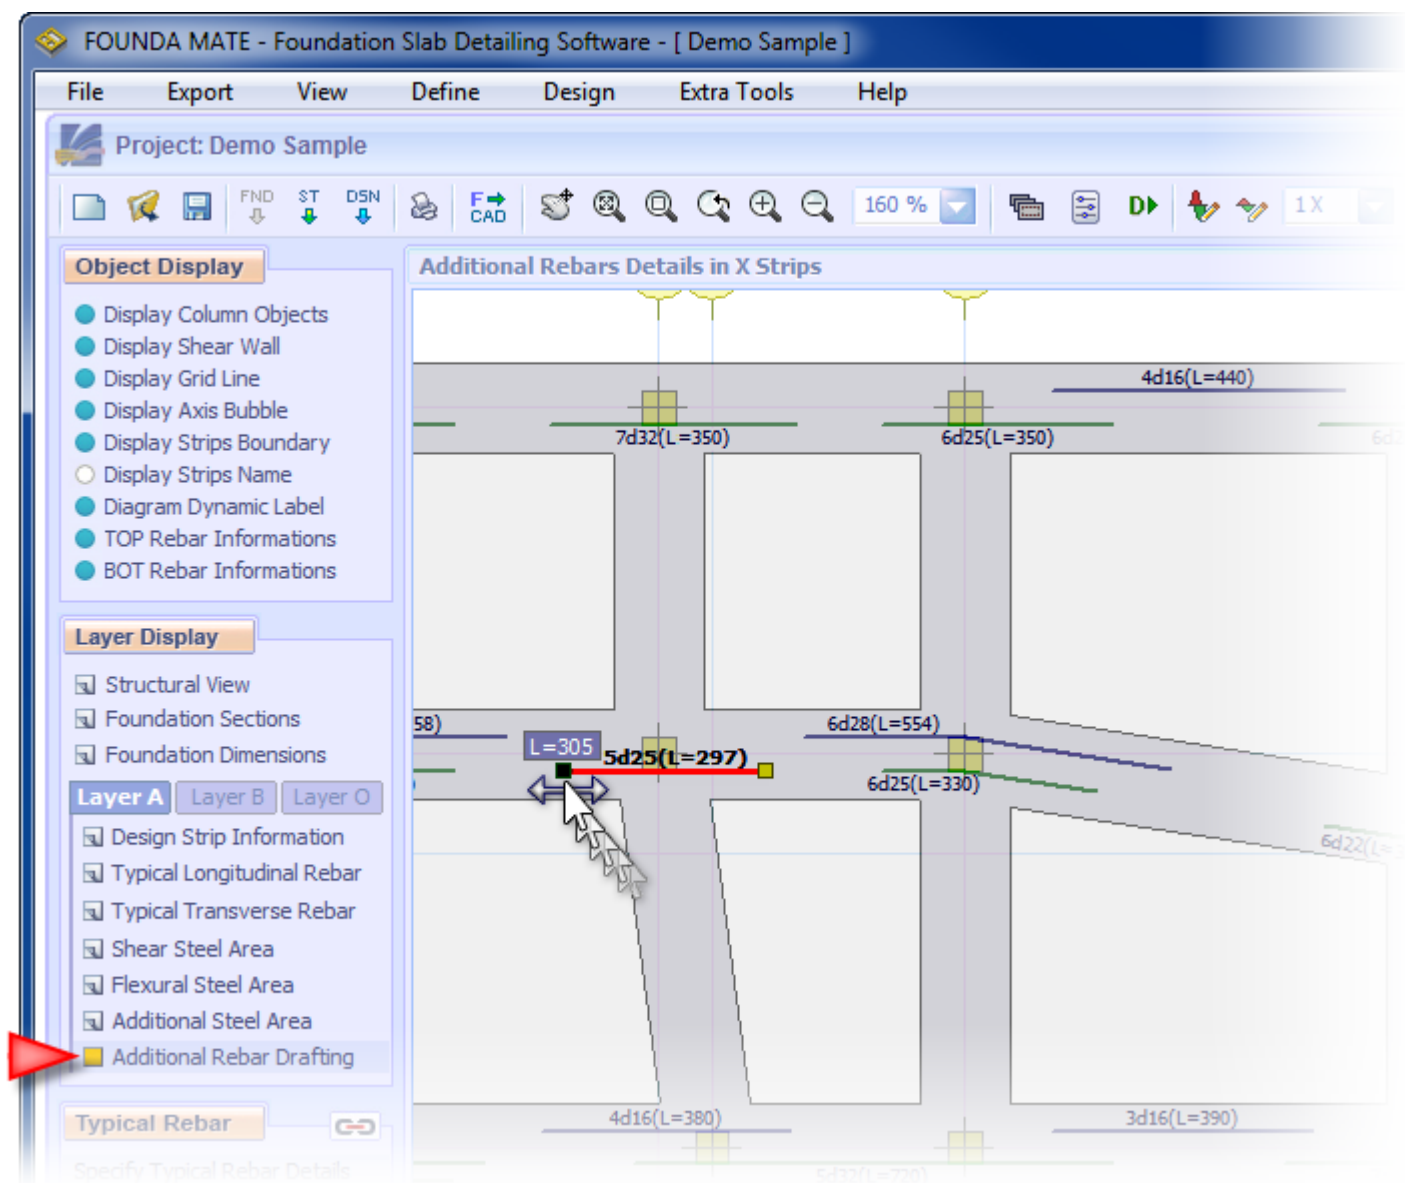 FOUNDA MATE - Foundation Slab Detailing Software - [ Demo Sample ]
File Export View Define Design Extra Tools Help
Project: Demo Sample
FND ST DSN F CAD 160 % D 1 X
Object Display
Display Column Objects
Display Shear Wall
Display Grid Line
Display Axis Bubble
Display Strips Boundary
Display Strips Name
Diagram Dynamic Label
TOP Rebar Informations
BOT Rebar Informations
Layer Display
Structural View
Foundation Sections
Foundation Dimensions
Layer A Layer B Layer O
Design Strip Information
Typical Longitudinal Rebar
Typical Transverse Rebar
Shear Steel Area
Flexural Steel Area
Additional Steel Area
Additional Rebar Drafting
Typical Rebar
Specify Typical Rebar Details
Additional Rebars Details in X Strips
4d16(L=440)
7d32(L=350)
6d25(L=350)
58)
6d28(L=554)
L=305
5d25(L=297)
6d25(L=330)
6d22(L=
4d16(L=380)
3d16(L=390)
5d32(L=720)